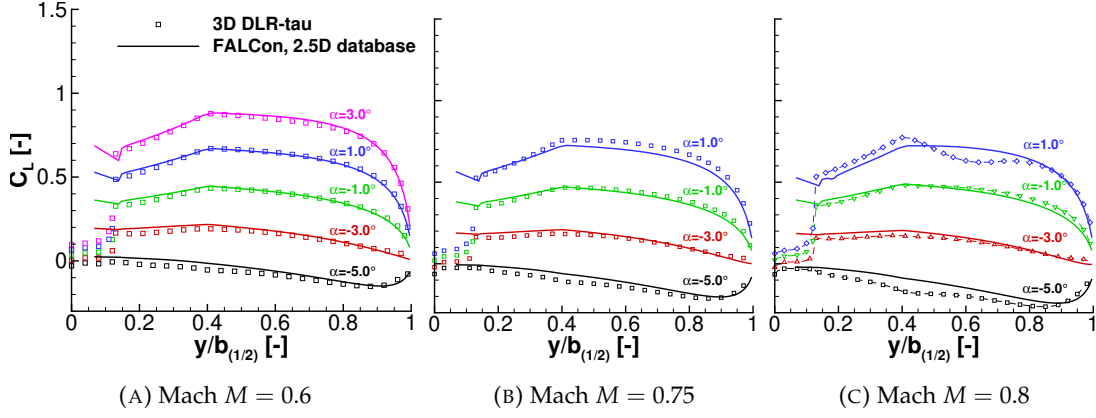 1.5
1
0.5
0
C_L [-]
3D DLR-tau
FALCon, 2.5D database
α=3.0°
α=1.0°
α=-1.0°
α=-3.0°
α=-5.0°
0 0.2 0.4 0.6 0.8 1
y/b_(1/2) [-]
(A) Mach M = 0.6
α=1.0°
α=-1.0°
α=-3.0°
α=-5.0°
0 0.2 0.4 0.6 0.8 1
y/b_(1/2) [-]
(B) Mach M = 0.75
α=1.0°
α=-1.0°
α=-3.0°
α=-5.0°
0 0.2 0.4 0.6 0.8 1
y/b_(1/2) [-]
(C) Mach M = 0.8